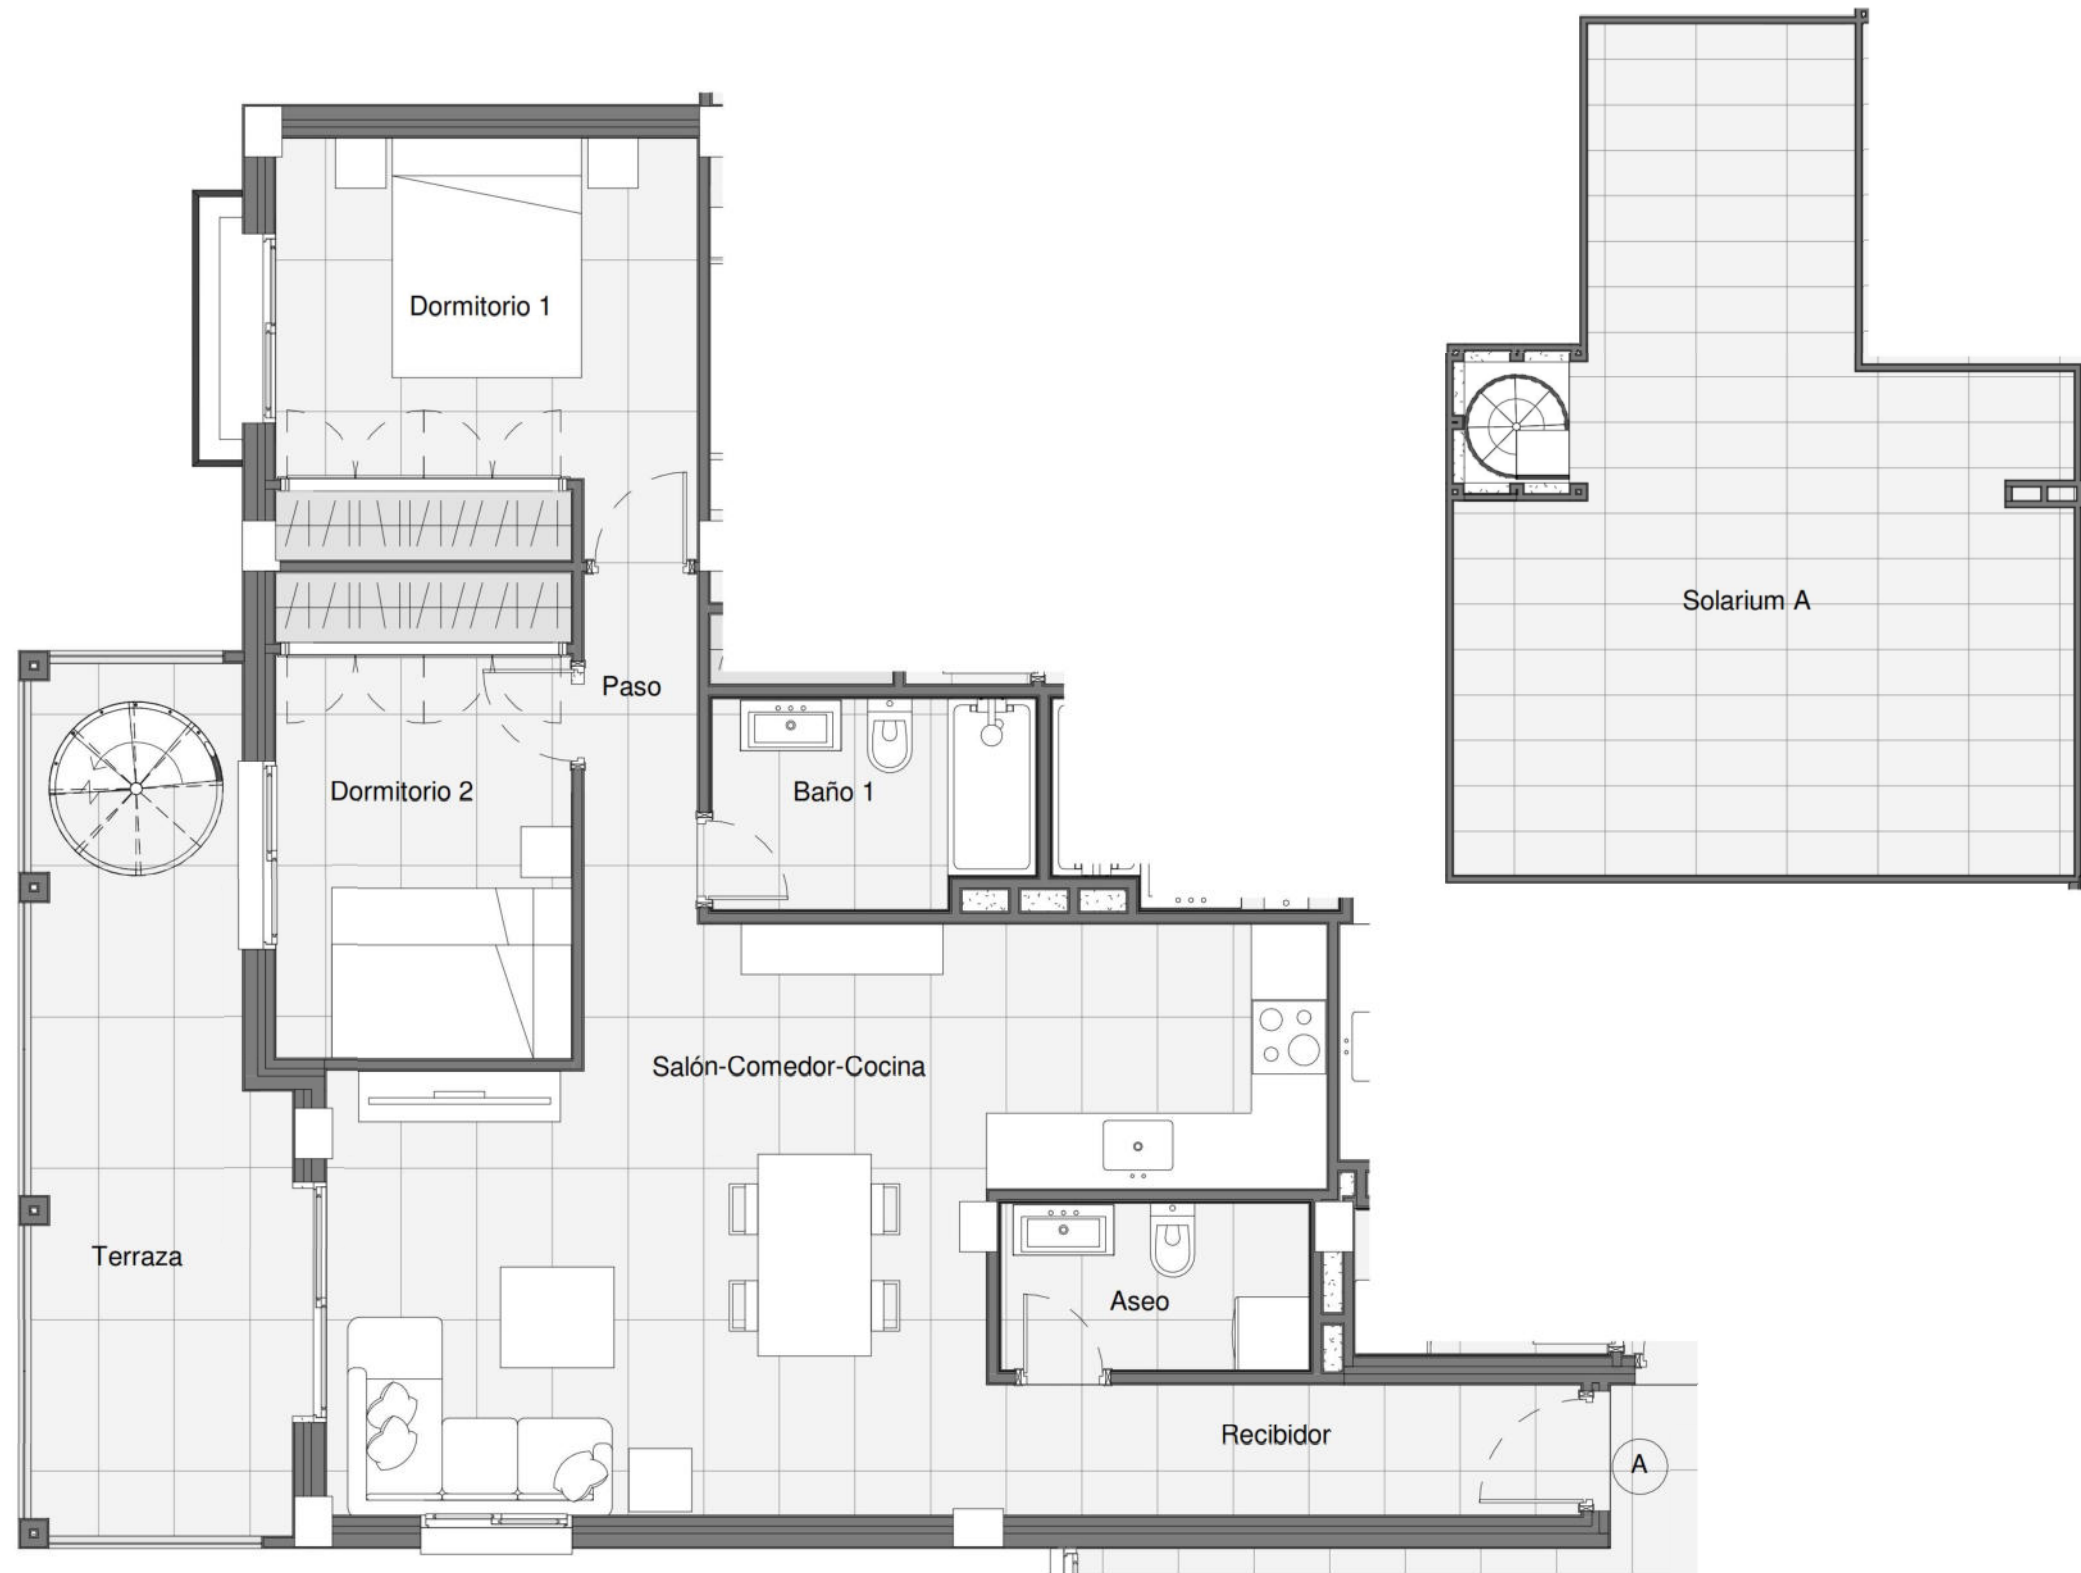 Dormitorio 1
Solarium A
Paso
Dormitorio 2
Baño 1
Salón-Comedor-Cocina
Terraza
Aseo
Recibidor
A